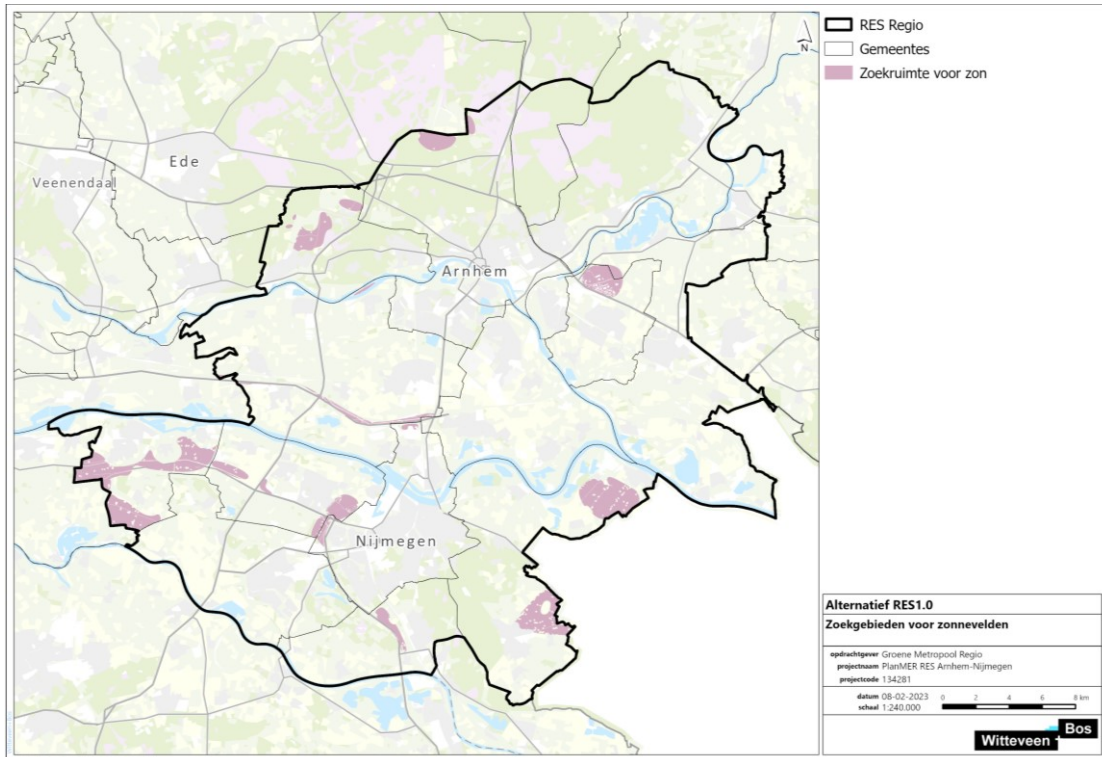 N
Ede
Veenendaal
Arnhem
Nijmegen
RES Regio
Gemeentes
Zoekruimte voor zon
Alternatief RES1.0
Zoekgebieden voor zonnevelden
opdrachtgever Groene Metropool Regio
projectnaam PlanMER RES Arnhem-Nijmegen
projectcode 134281
datum 08-02-2023
schaal 1:240.000
0 2 4 6 8 km
Witteveen + Bos